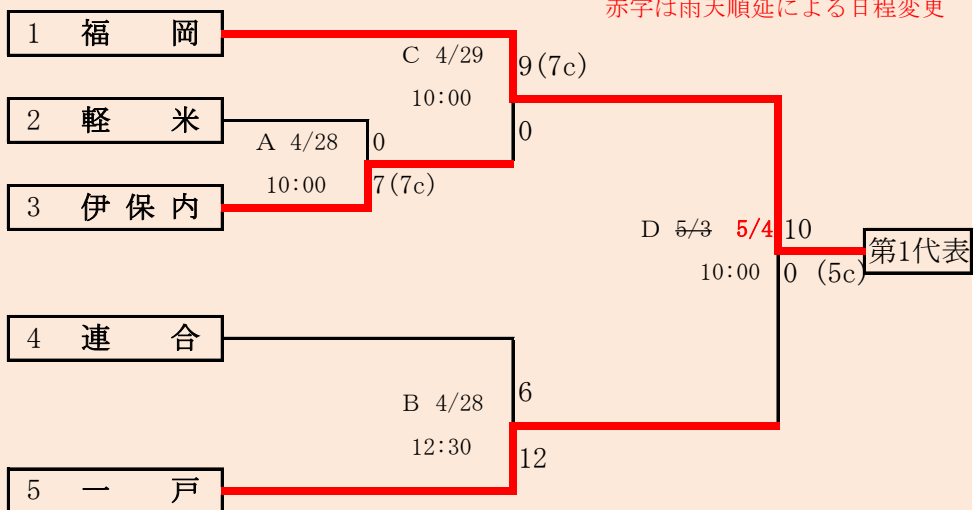 赤字は雨天順延による日程変更
1 福 岡
C 4/29
9(7c)
10:00
2 軽 米
0
A 4/28
0
10:00
7(7c)
3 伊 保 内
D 5/3 5/4
10
第1代表
10:00
0 (5c)
4 連 合
6
B 4/28
12:30
12
5 一 戸